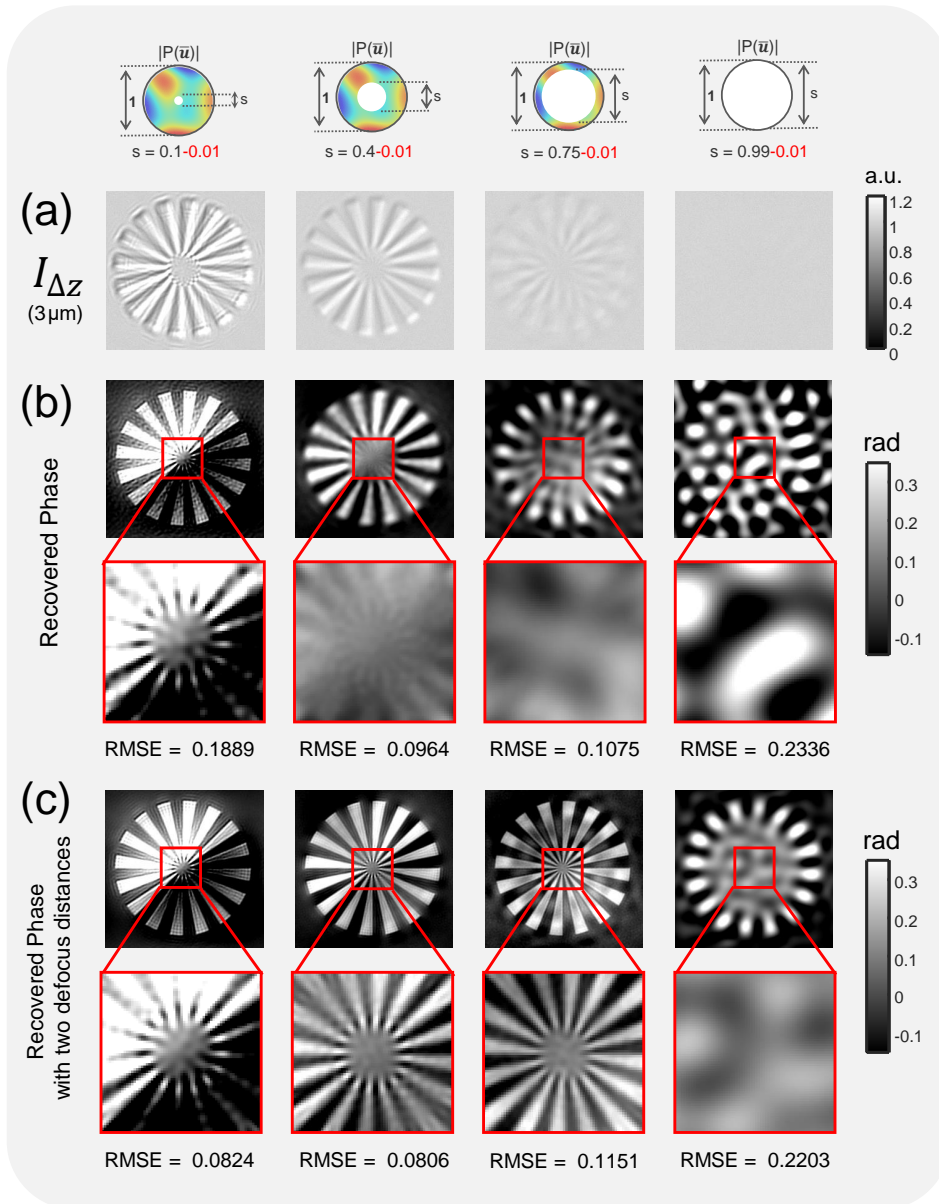 |P(ū)| |P(ū)| |P(ū)| |P(ū)|
1 s 1 s 1 s 1 s
s = 0.1-0.01 s = 0.4-0.01 s = 0.75-0.01 s = 0.99-0.01
(a)
I_Δz
(3μm)
a.u.
1.2
1
0.8
0.6
0.4
0.2
0
(b)
Recovered Phase
rad
0.3
0.2
0.1
0
-0.1
RMSE = 0.1889 RMSE = 0.0964 RMSE = 0.1075 RMSE = 0.2336
(c)
Recovered Phase
with two defocus distances
rad
0.3
0.2
0.1
0
-0.1
RMSE = 0.0824 RMSE = 0.0806 RMSE = 0.1151 RMSE = 0.2203